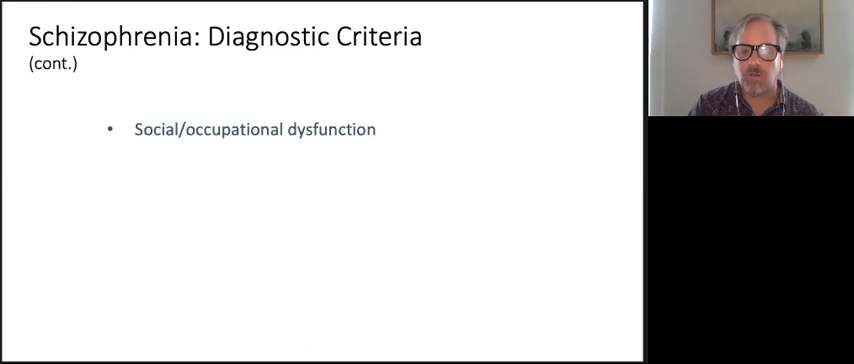 Schizophrenia: Diagnostic Criteria
(cont.)
• Social/occupational dysfunction